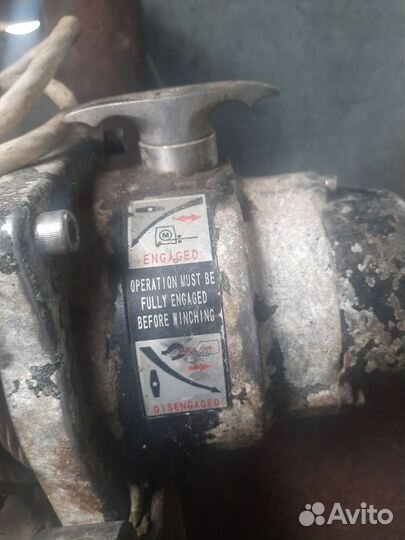 M
ENGAGED
OPERATION MUST BE
FULLY ENGAGED
BEFORE WINCHING
DISENGAGED
Avito